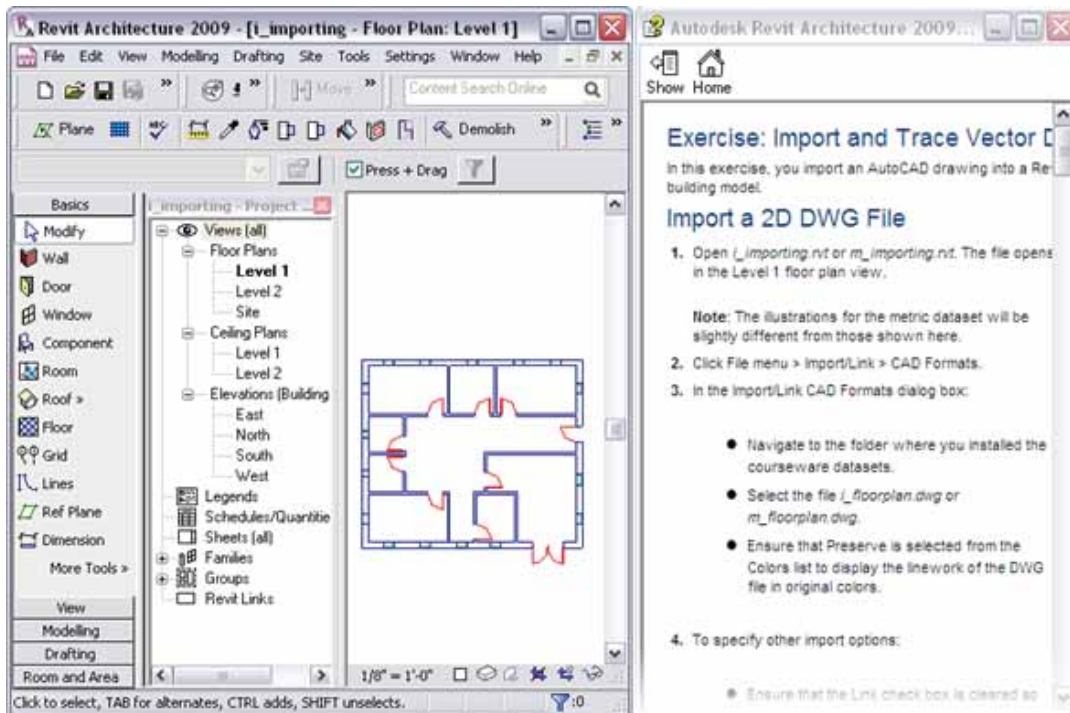 Revit Architecture 2009 - [i_importing - Floor Plan: Level 1]
File Edit View Modelling Drafting Site Tools Settings Window Help
Move
Content Search Online
Plane
Demolish
Press + Drag
Basics
Modify
Wall
Door
Window
Component
Room
Roof »
Floor
Grid
Lines
Ref Plane
Dimension
More Tools »
View
Modelling
Drafting
Room and Area
i_importing - Project ...
Views (all)
Floor Plans
Level 1
Level 2
Site
Ceiling Plans
Level 1
Level 2
Elevations (Building
East
North
South
West
Legends
Schedules/Quantitie
Sheets (all)
Families
Groups
Revit Links
1/8" = 1'-0"
Click to select, TAB for alternates, CTRL adds, SHIFT unselects.
:0
Autodesk Revit Architecture 2009...
Show Home
Exercise: Import and Trace Vector D
In this exercise, you import an AutoCAD drawing into a Rev
building model.
Import a 2D DWG File
1. Open i_importing.rvt or m_importing.rvt. The file opens
in the Level 1 floor plan view.
Note: The illustrations for the metric dataset will be
slightly different from those shown here.
2. Click File menu > Import/Link > CAD Formats.
3. In the Import/Link CAD Formats dialog box:
● Navigate to the folder where you installed the
courseware datasets.
● Select the file i_floorplan.dwg or
m_floorplan.dwg.
● Ensure that Preserve is selected from the
Colors list to display the linework of the DWG
file in original colors.
4. To specify other import options:
● Ensure that the Link check box is cleared so